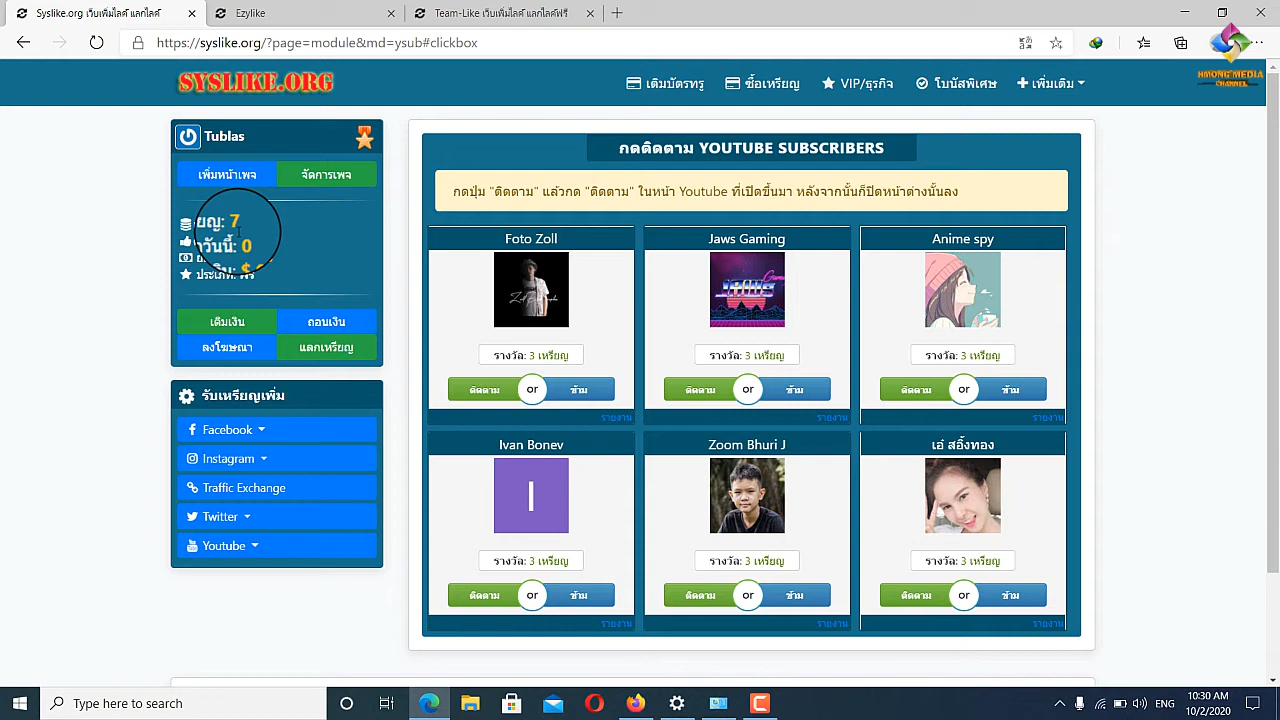 Syslike.org เว็บเพิ่มไลค์ แลกไลค์
Ezylike
Team-Like เว็บเพิ่มไลค์ แลกไลค์ฟรี
https://syslike.org/?page=module&md=ysub#clickbox
HMONG MEDIA
CHANNEL
SYSLIKE.ORG
เติมบัตรทรู
ซื้อเหรียญ
VIP/ธุรกิจ
โบนัสพิเศษ
เพิ่มเติม
Tublas
เพิ่มหน้าเพจ
จัดการเพจ
ยญ: 7
วันนี้: 0
ประเภท: ฟรี
เติมเงิน
ถอนเงิน
ลงโฆษณา
แลกเหรียญ
รับเหรียญเพิ่ม
Facebook
Instagram
Traffic Exchange
Twitter
Youtube
กดติดตาม YOUTUBE SUBSCRIBERS
กดปุ่ม "ติดตาม" แล้วกด "ติดตาม" ในหน้า Youtube ที่เปิดขึ้นมา หลังจากนั้นก็ปิดหน้าต่างนั้นลง
Foto Zoll
รางวัล: 3 เหรียญ
ติดตาม or ข้าม
รายงาน
Jaws Gaming
JAWS
รางวัล: 3 เหรียญ
ติดตาม or ข้าม
รายงาน
Anime spy
รางวัล: 3 เหรียญ
ติดตาม or ข้าม
รายงาน
Ivan Bonev
I
รางวัล: 3 เหรียญ
ติดตาม or ข้าม
รายงาน
Zoom Bhuri J
รางวัล: 3 เหรียญ
ติดตาม or ข้าม
รายงาน
เอ๋ สอิ้งทอง
รางวัล: 3 เหรียญ
ติดตาม or ข้าม
รายงาน
Type here to search
ENG
10:30 AM
10/2/2020